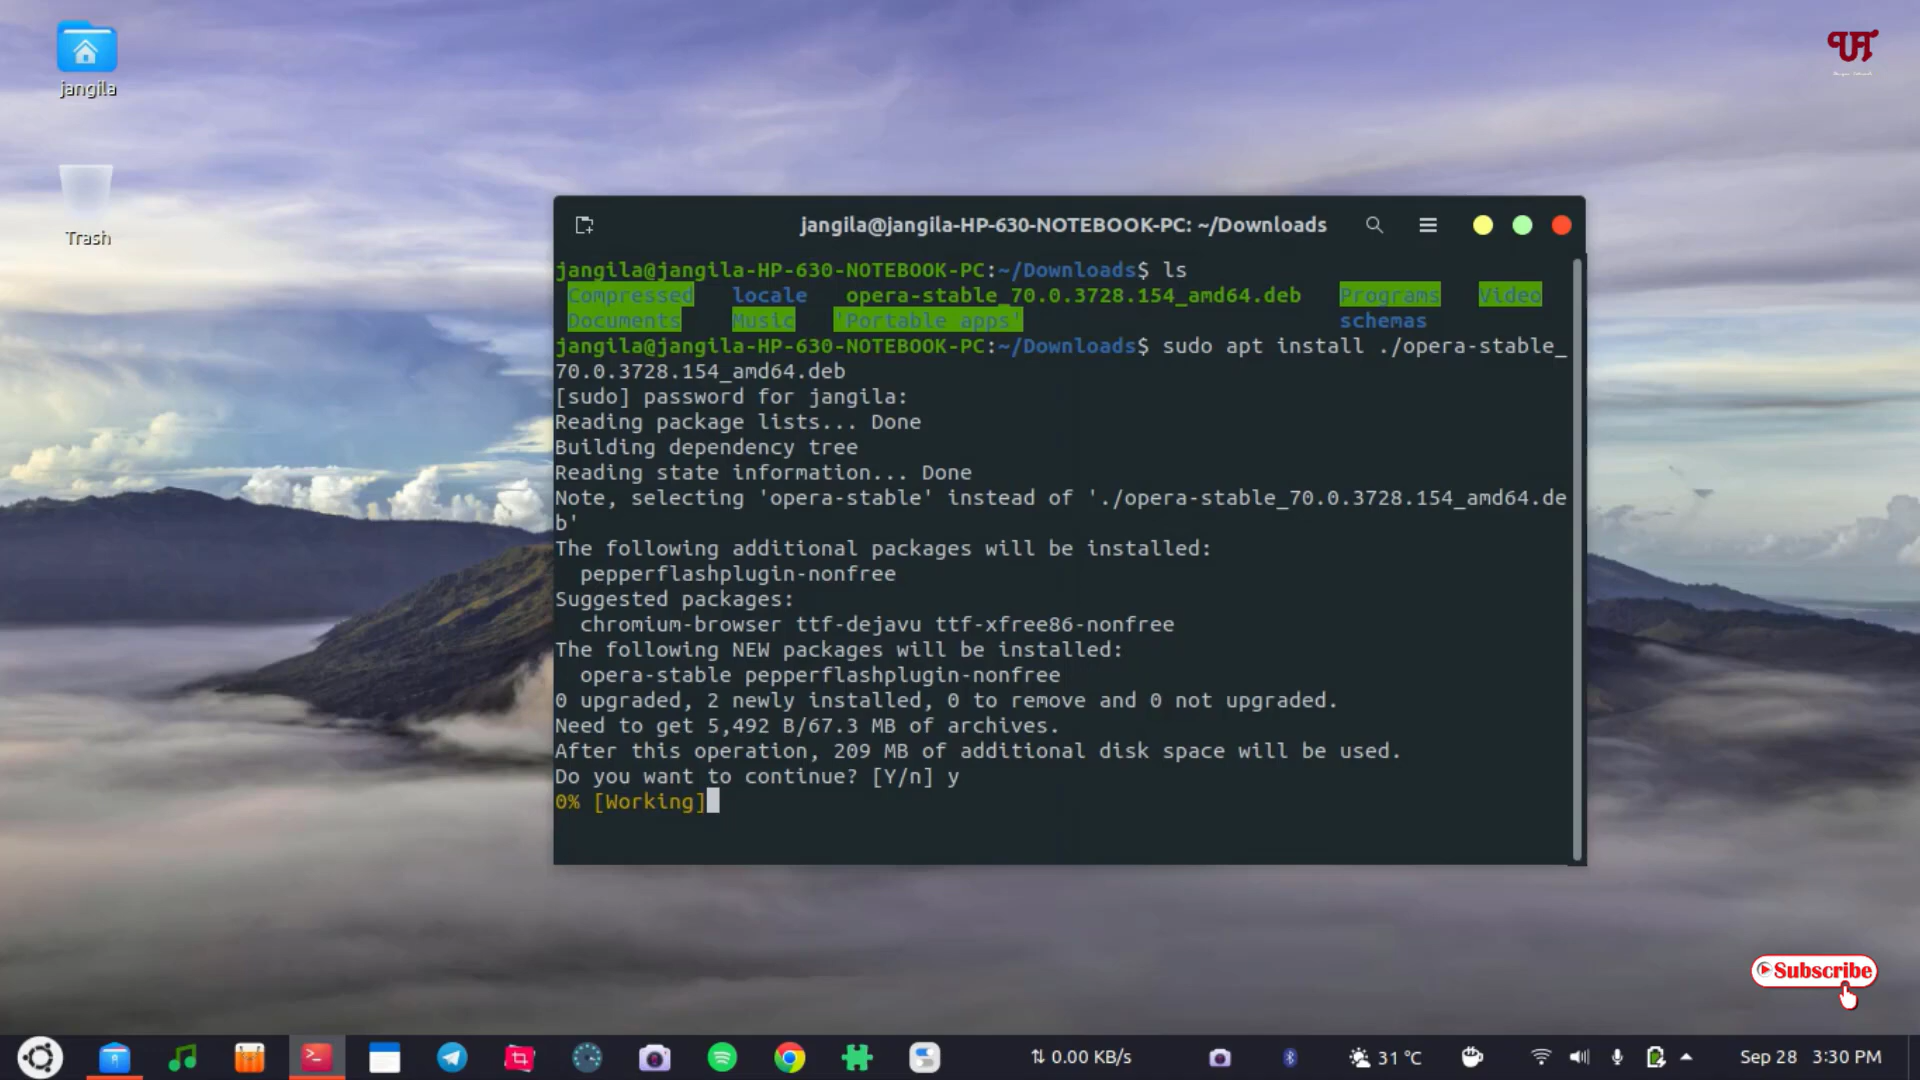 jangila
Trash
jangila@jangila-HP-630-NOTEBOOK-PC: ~/Downloads
jangila@jangila-HP-630-NOTEBOOK-PC:~/Downloads$ ls
Compressed locale opera-stable_70.0.3728.154_amd64.deb Programs Video
Documents Music 'Portable apps' schemas
jangila@jangila-HP-630-NOTEBOOK-PC:~/Downloads$ sudo apt install ./opera-stable_
70.0.3728.154_amd64.deb
[sudo] password for jangila:
Reading package lists... Done
Building dependency tree
Reading state information... Done
Note, selecting 'opera-stable' instead of './opera-stable_70.0.3728.154_amd64.de
b'
The following additional packages will be installed:
pepperflashplugin-nonfree
Suggested packages:
chromium-browser ttf-dejavu ttf-xfree86-nonfree
The following NEW packages will be installed:
opera-stable pepperflashplugin-nonfree
0 upgraded, 2 newly installed, 0 to remove and 0 not upgraded.
Need to get 5,492 B/67.3 MB of archives.
After this operation, 209 MB of additional disk space will be used.
Do you want to continue? [Y/n] y
0% [Working]
Subscribe
0.00 KB/s
31 °C
Sep 28 3:30 PM